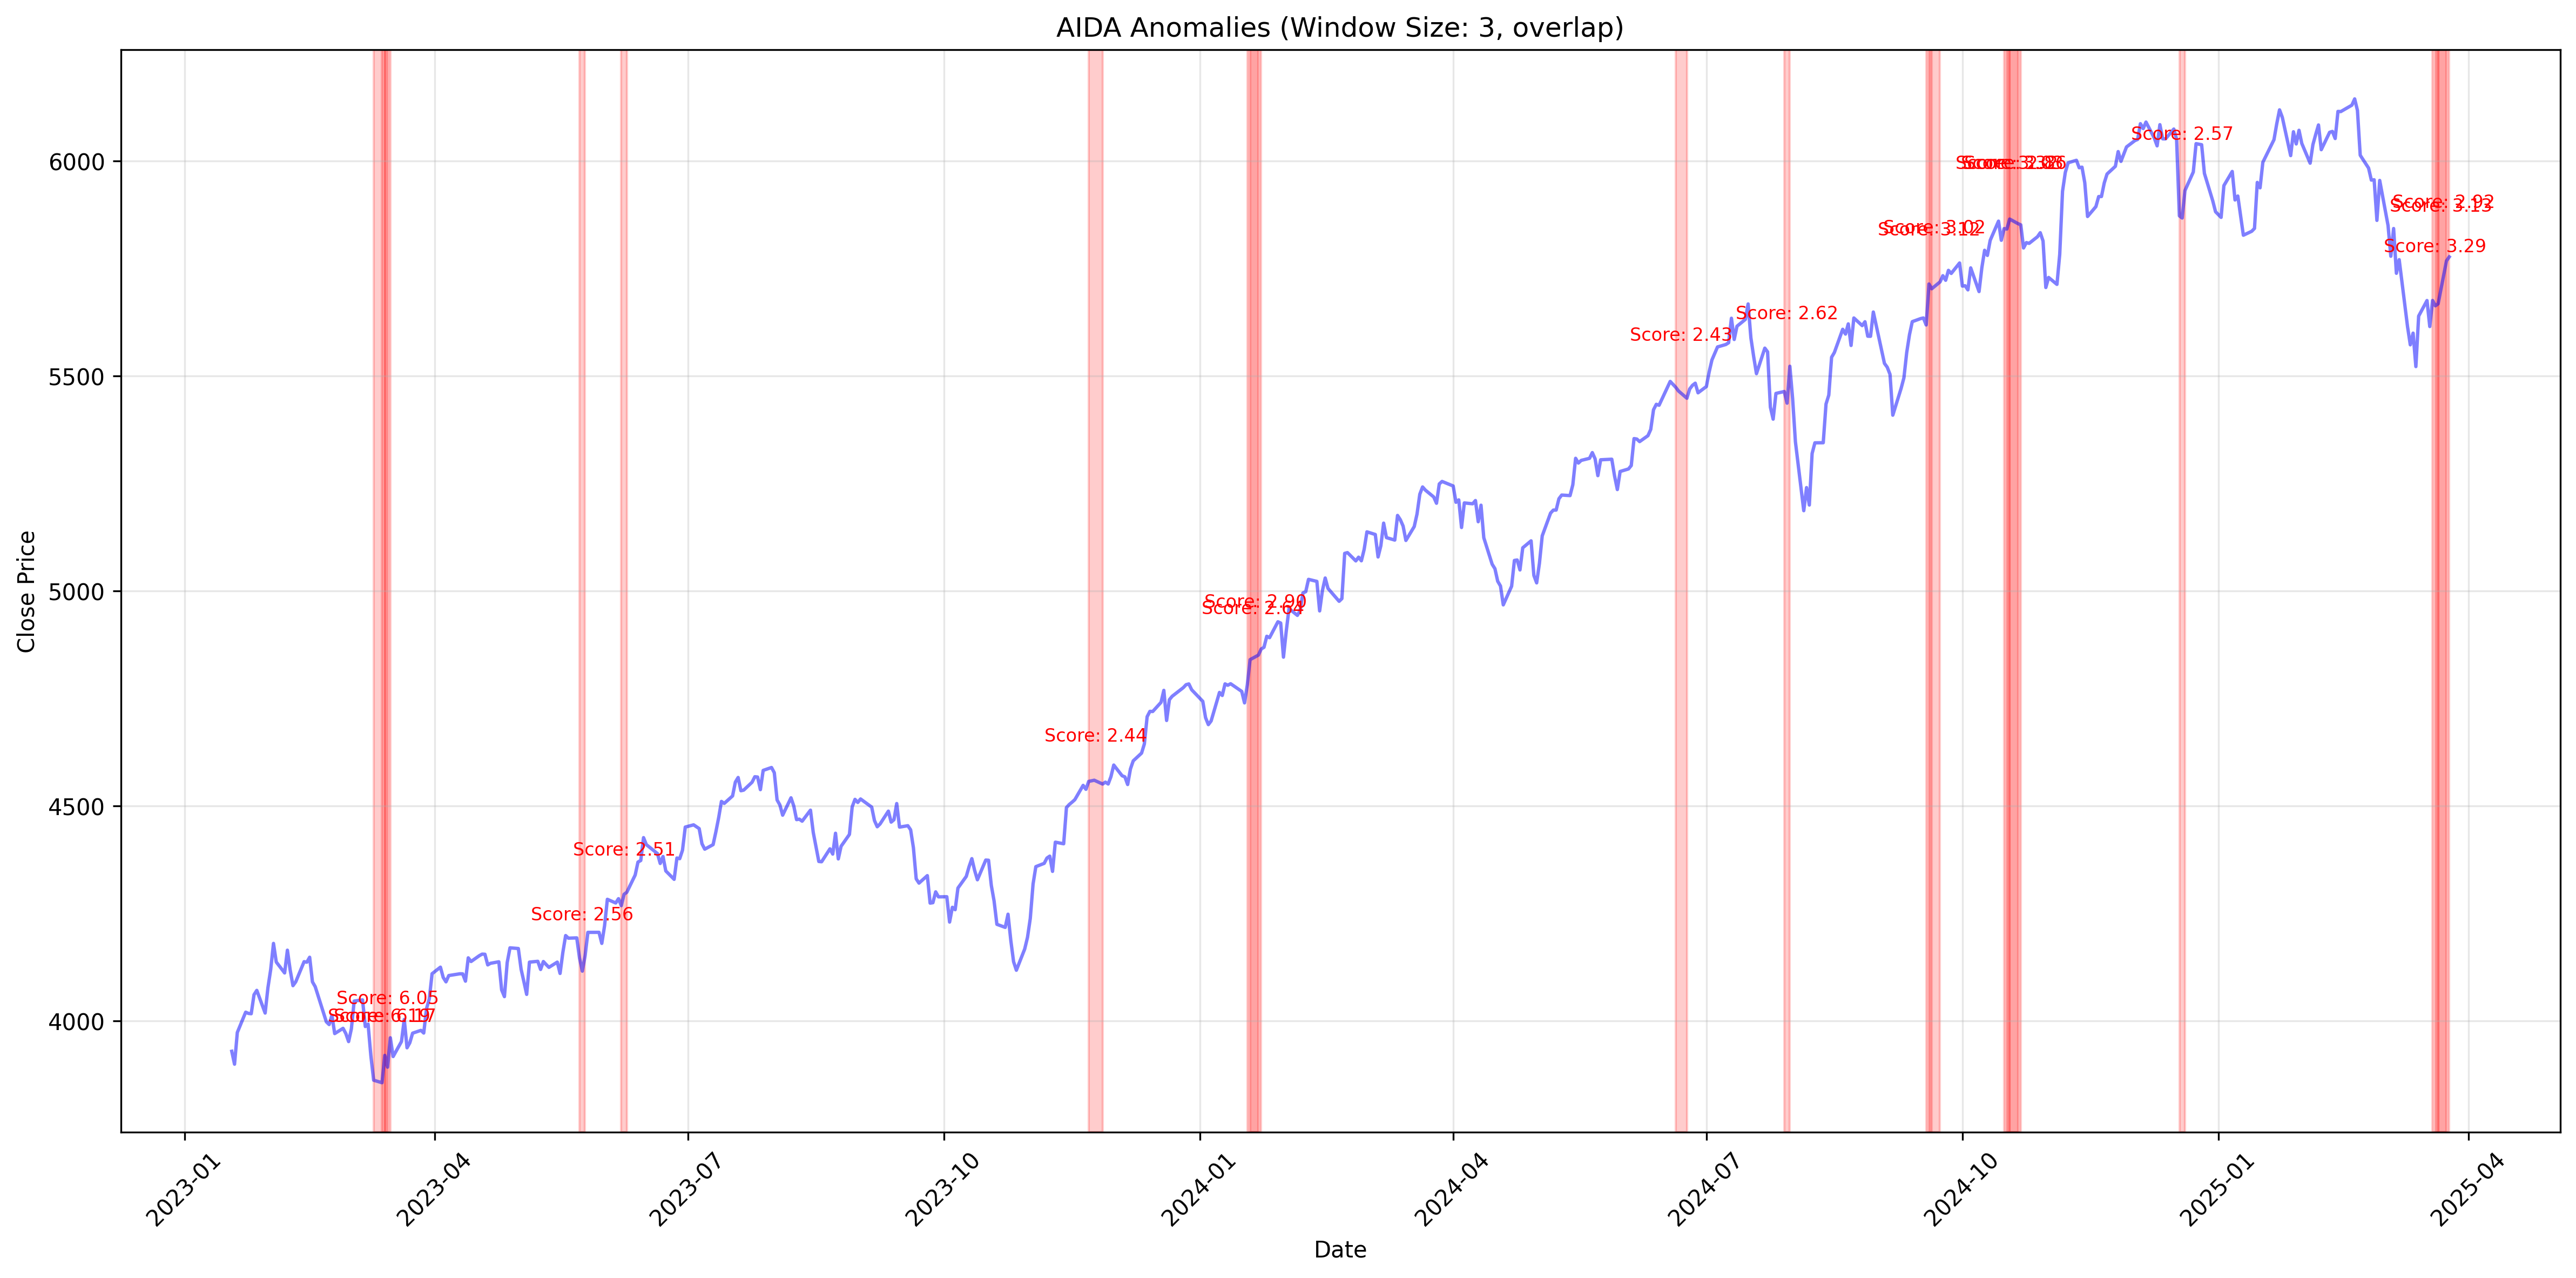 AIDA Anomalies (Window Size: 3, overlap)
Close Price
6000
5500
5000
4500
4000
Score: 2.57
Score: 2.92
Score: 3.13
Score: 3.29
Score: 3.02
Score: 3.12
Score: 2.62
Score: 2.43
Score: 2.90
Score: 2.64
Score: 2.44
Score: 2.51
Score: 2.56
Score: 6.05
2023-01
2023-04
2023-07
2023-10
2024-01
2024-04
2024-07
2024-10
2025-01
2025-04
Date